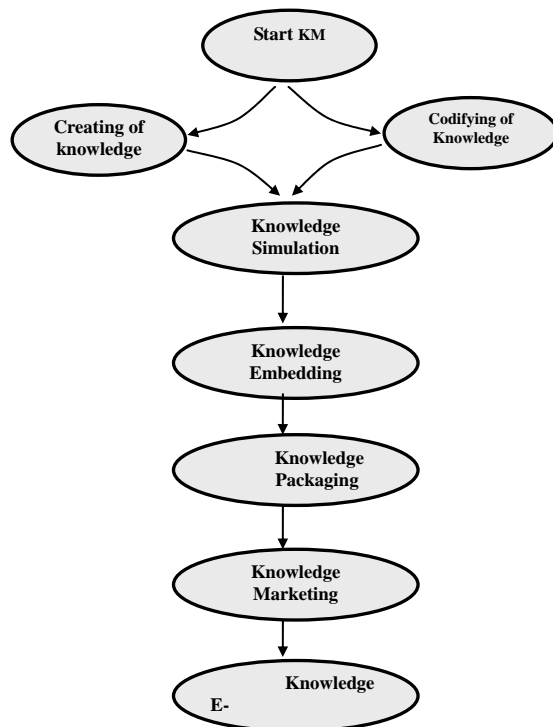 Start KM
Creating of
knowledge
Codifying of
Knowledge
Knowledge
Simulation
Knowledge
Embedding
Knowledge
Packaging
Knowledge
Marketing
Knowledge
E-